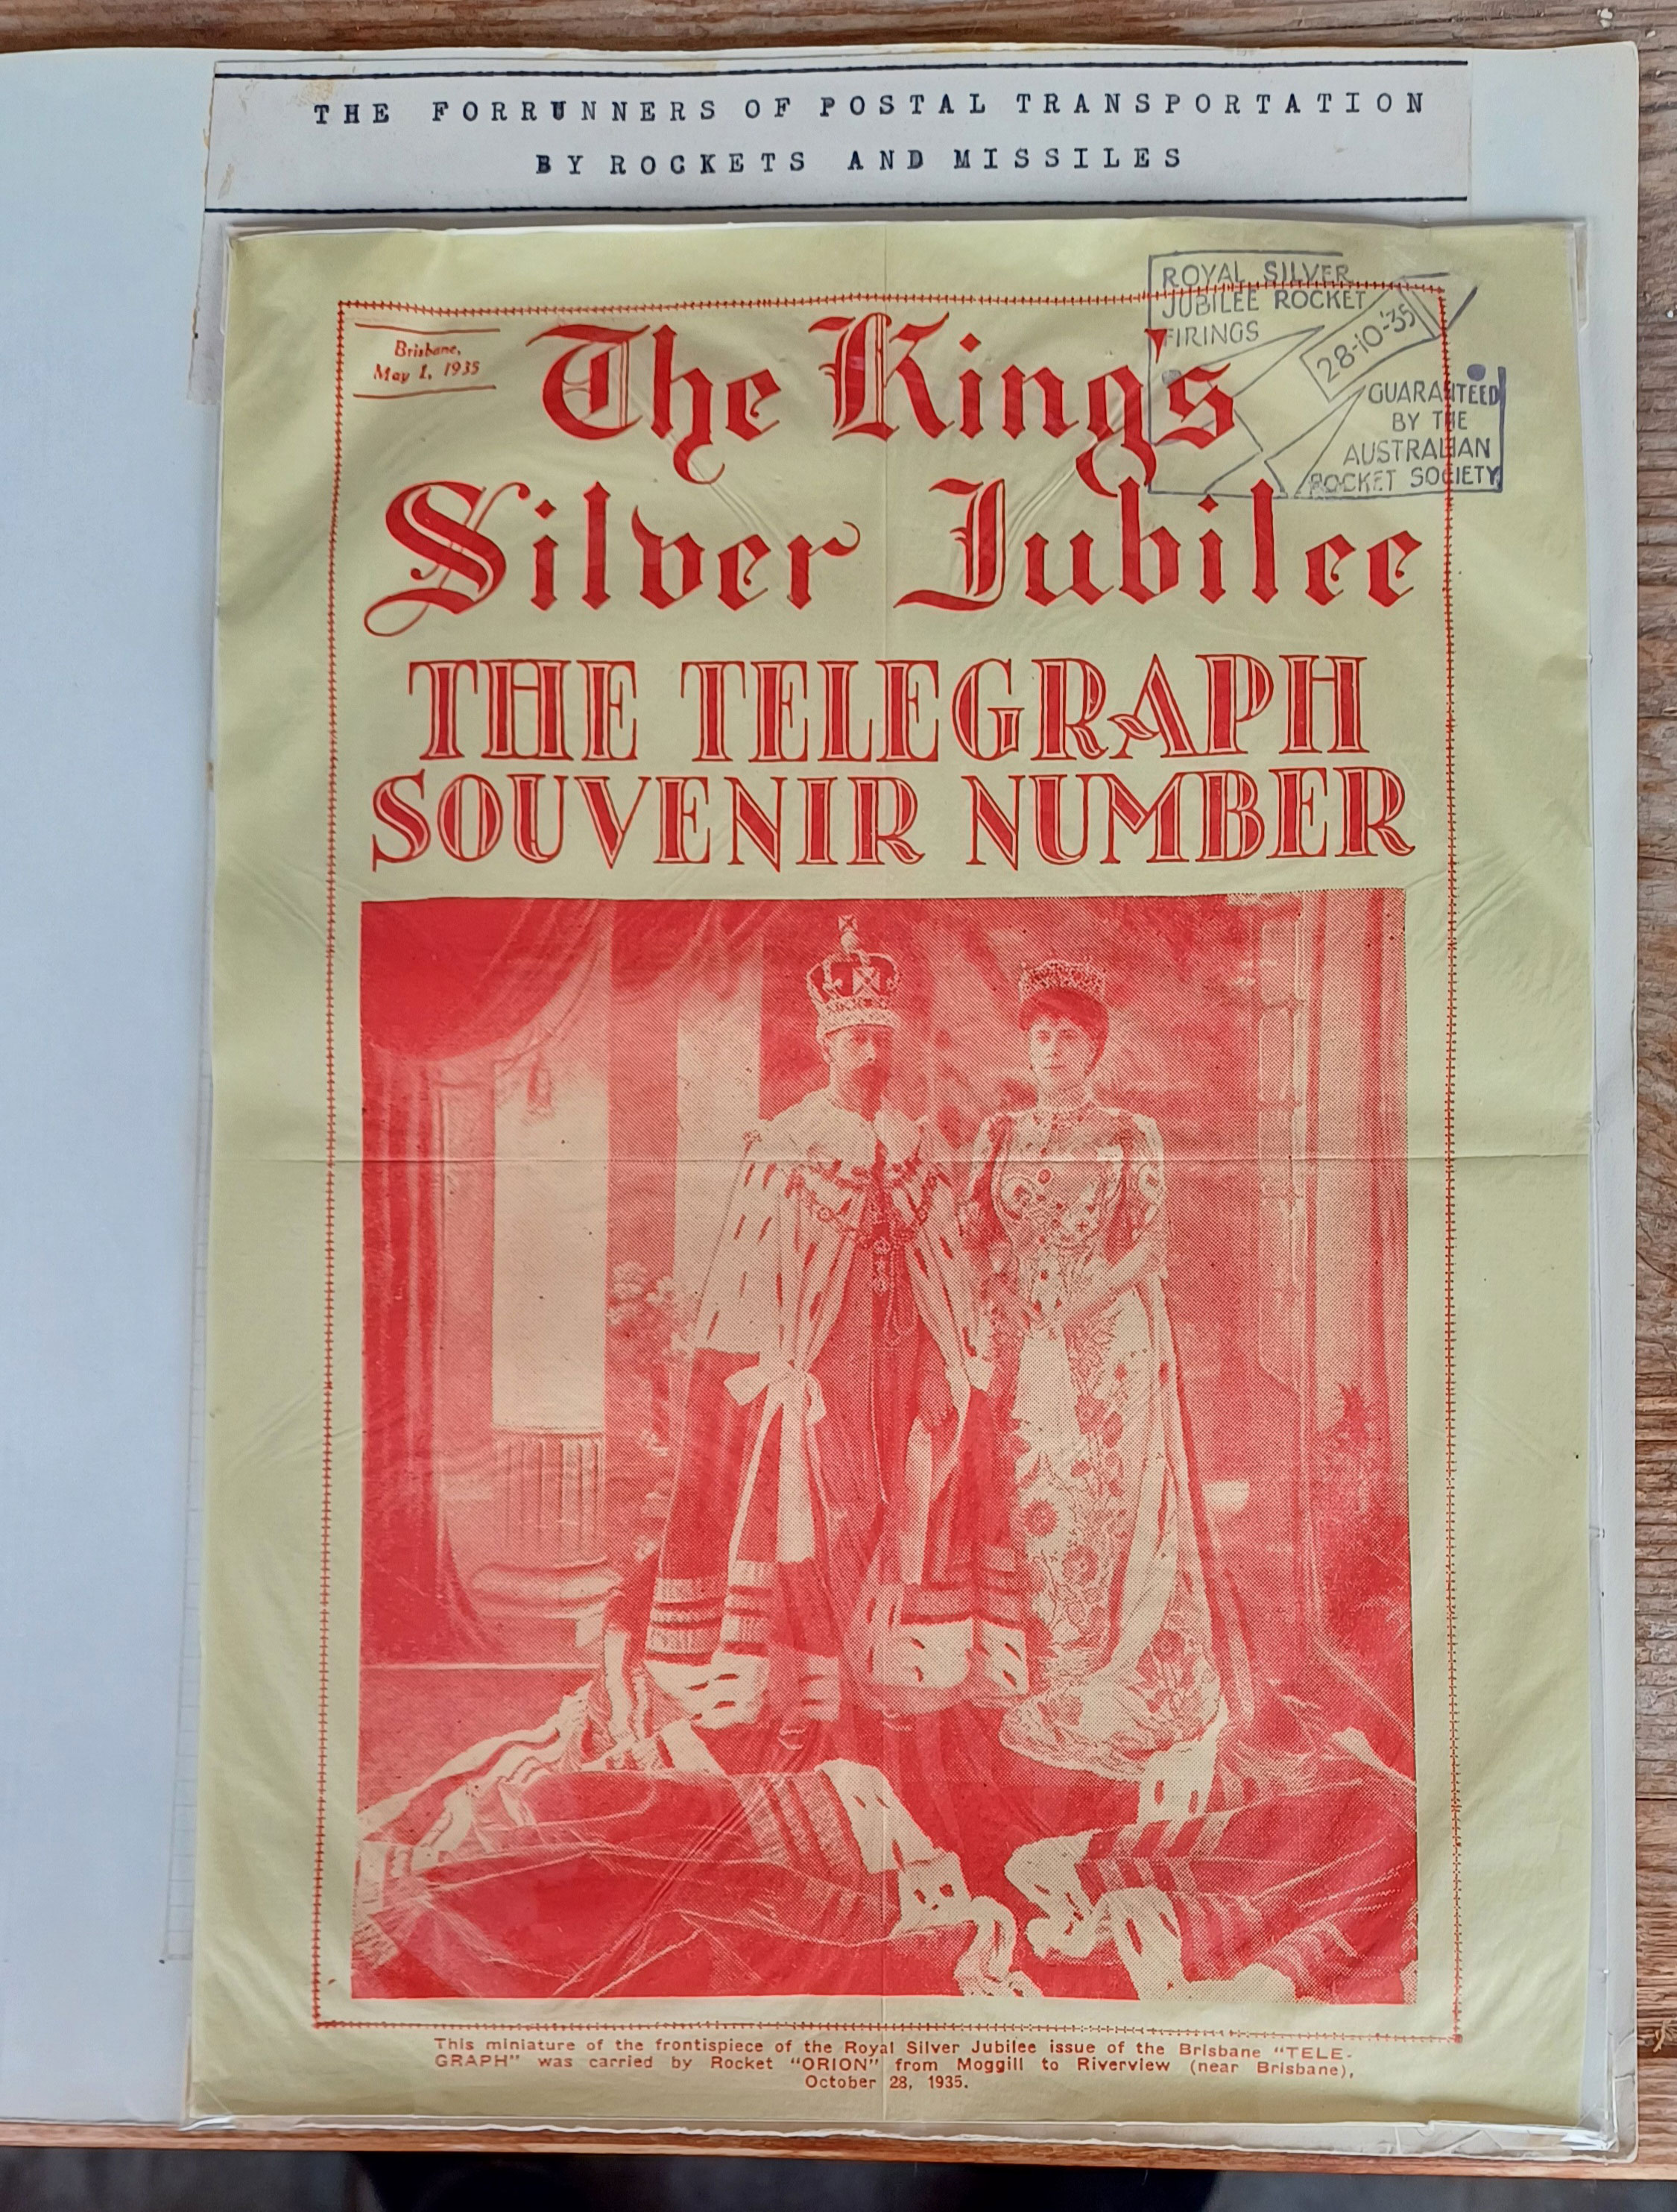 THE FORRUNNERS OF POSTAL TRANSPORTATION
BY ROCKETS AND MISSILES
ROYAL SILVER
JUBILEE ROCKET
FIRINGS
28-10-'35
GUARANTEED
BY THE
AUSTRALIAN
ROCKET SOCIETY
Brisbane,
May 1, 1935
The King's
Silver Jubilee
THE TELEGRAPH
SOUVENIR NUMBER
This miniature of the frontispiece of the Royal Silver Jubilee issue of the Brisbane "TELE-
GRAPH" was carried by Rocket "ORION" from Moggill to Riverview (near Brisbane),
October 28, 1935.